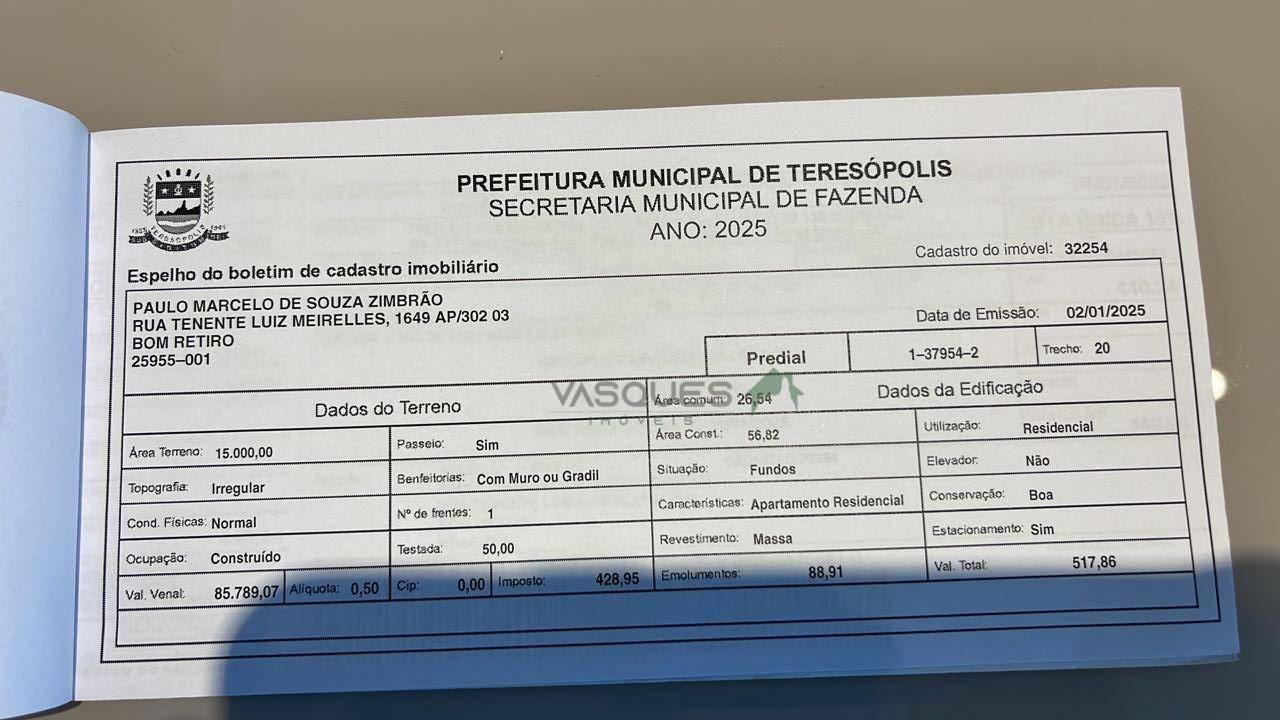 PREFEITURA MUNICIPAL DE TERESÓPOLIS
SECRETARIA MUNICIPAL DE FAZENDA
ANO: 2025
TERESÓPOLIS
Espelho do boletim de cadastro imobiliário
Cadastro do imóvel: 32254
PAULO MARCELO DE SOUZA ZIMBRÃO
RUA TENENTE LUIZ MEIRELLES, 1649 AP/302 03
BOM RETIRO
25955–001
Data de Emissão: 02/01/2025
Predial 1–37954–2 Trecho: 20
VASQUES
IMÓVEIS
Dados do Terreno
Área comum: 26,54 Dados da Edificação
Área Terreno: 15.000,00 Passeio: Sim Área Const.: 56,82 Utilização: Residencial
Topografia: Irregular Benfeitorias: Com Muro ou Gradil Situação: Fundos Elevador: Não
Cond. Físicas: Normal Nº de frentes: 1 Características: Apartamento Residencial Conservação: Boa
Ocupação: Construído Testada: 50,00 Revestimento: Massa Estacionamento: Sim
Val. Venal: 85.789,07 Alíquota: 0,50 Cip: 0,00 Imposto: 428,95 Emolumentos: 88,91 Val. Total: 517,86